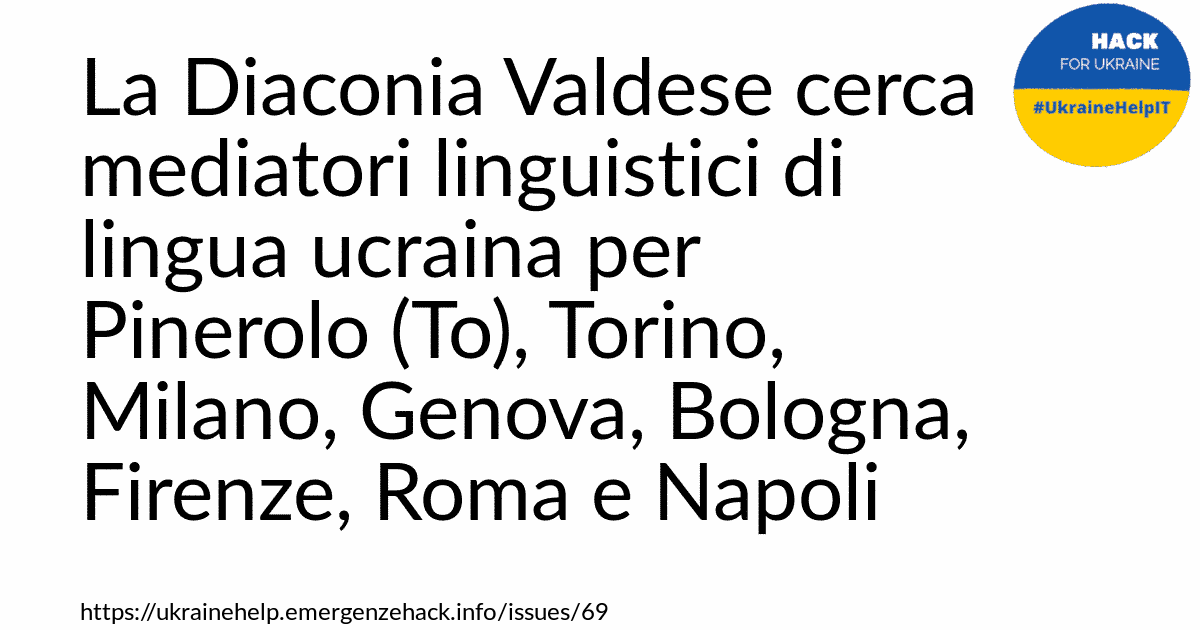 La Diaconia Valdese cerca
mediatori linguistici di
lingua ucraina per
Pinerolo (To), Torino,
Milano, Genova, Bologna,
Firenze, Roma e Napoli
HACK
FOR UKRAINE
#UkraineHelpIT
https://ukrainehelp.emergenzehack.info/issues/69